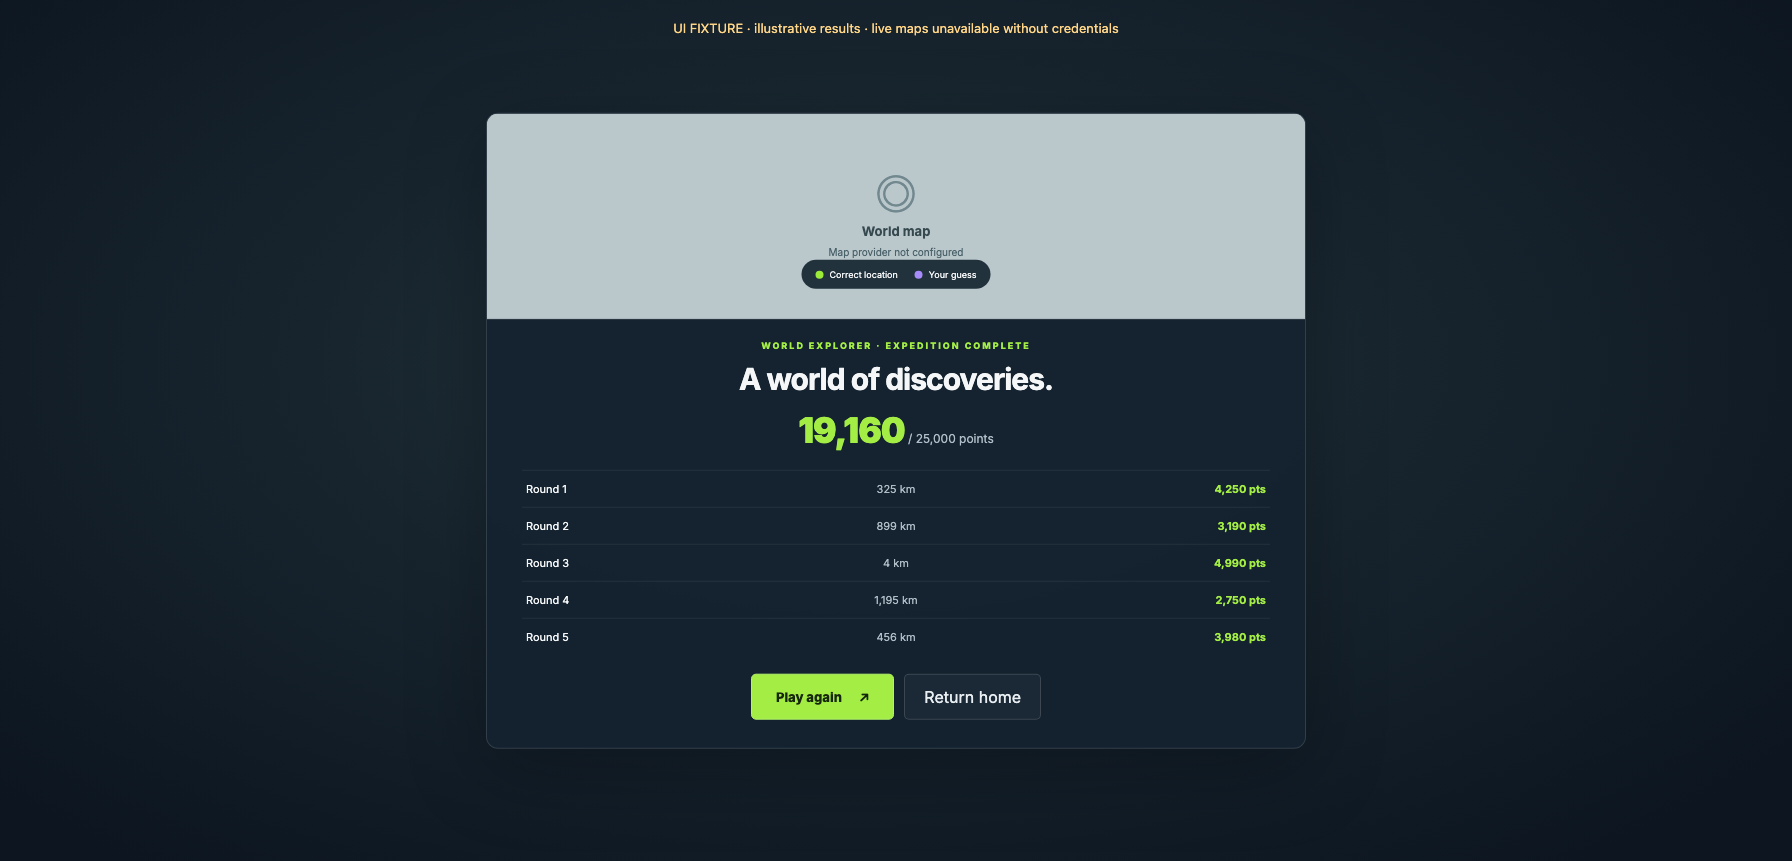 UI FIXTURE · illustrative results · live maps unavailable without credentials
World map
Map provider not configured
Correct location Your guess
WORLD EXPLORER · EXPEDITION COMPLETE
A world of discoveries.
19,160 / 25,000 points
Round 1 325 km 4,250 pts
Round 2 899 km 3,190 pts
Round 3 4 km 4,990 pts
Round 4 1,195 km 2,750 pts
Round 5 456 km 3,980 pts
Play again ↗ Return home